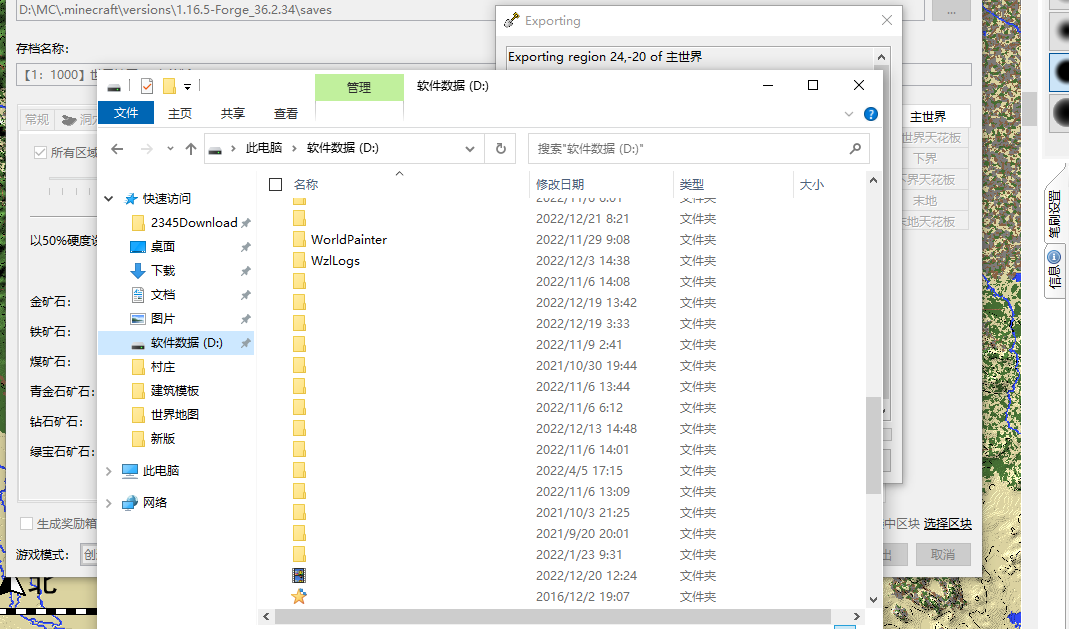 D:\MC\.minecraft\versions\1.16.5-Forge_36.2.34\saves
...
Exporting
存档名称:
Exporting region 24,-20 of 主世界
【1: 1000】
管理
软件数据 (D:)
文件
主页
共享
查看
常规
主世界
世界天花板
下界
下界天花板
末地
末地天花板
此电脑
软件数据 (D:)
搜索"软件数据 (D:)"
所有区域
名称
修改日期
类型
大小
快速访问
2345Download
桌面
下载
文档
图片
软件数据 (D:)
村庄
建筑模板
世界地图
新版
此电脑
网络
2022/12/21 8:21 文件夹
WorldPainter 2022/11/29 9:08 文件夹
WzlLogs 2022/12/3 14:38 文件夹
2022/11/6 14:08 文件夹
2022/12/19 13:42 文件夹
2022/12/19 3:33 文件夹
2022/11/9 2:41 文件夹
2021/10/30 19:44 文件夹
2022/11/6 13:44 文件夹
2022/11/6 6:12 文件夹
2022/12/13 14:48 文件夹
2022/11/6 14:01 文件夹
2022/4/5 17:15 文件夹
2022/11/6 13:09 文件夹
2021/10/3 21:25 文件夹
2021/9/20 20:01 文件夹
2022/1/23 9:31 文件夹
2022/12/20 12:24 文件夹
2016/12/2 19:07 文件夹
以50%硬度
金矿石:
铁矿石:
煤矿石:
青金石矿石:
钻石矿石:
绿宝石矿石:
生成奖励箱
中区块
选择区块
游戏模式:
创
出
取消
北
笔刷设置
信息